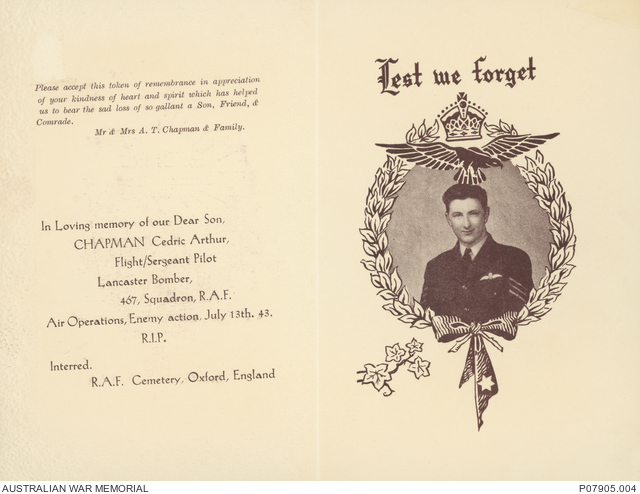 Please accept this token of remembrance in appreciation
of your kindness of heart and spirit which has helped
us to bear the sad loss of so gallant a Son, Friend, &
Comrade.
Mr & Mrs A. T. Chapman & Family.
In Loving memory of our Dear Son,
CHAPMAN Cedric Arthur,
Flight/Sergeant Pilot
Lancaster Bomber,
467, Squadron, R.A.F.
Air Operations, Enemy action, July 13th. 43.
R.I.P.
Interred.
R.A.F. Cemetery, Oxford, England
Lest we forget
AUSTRALIAN WAR MEMORIAL
P07905.004